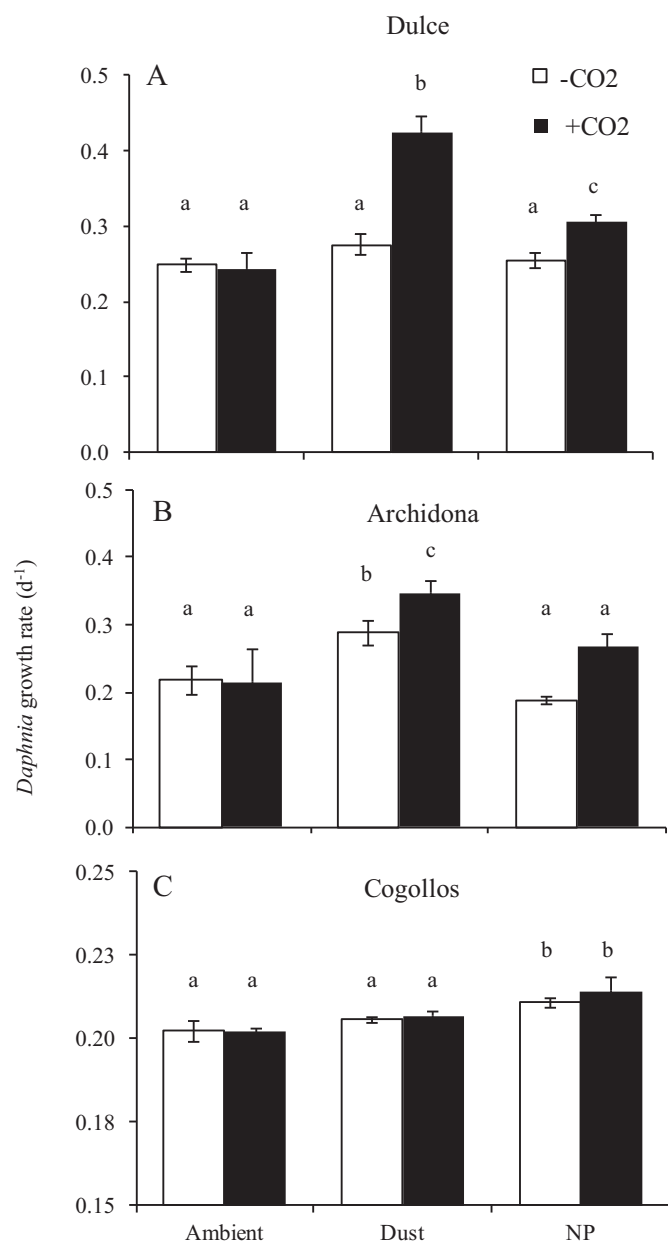 Dulce
A
-CO2
+CO2
0.5
0.4
0.3
0.2
0.1
0.0
a a a b a c
B
Archidona
0.5
0.4
0.3
0.2
0.1
0.0
a a b c a a
Daphnia growth rate (d-1)
C
Cogollos
0.25
0.23
0.20
0.18
0.15
a a a a b b
Ambient Dust NP